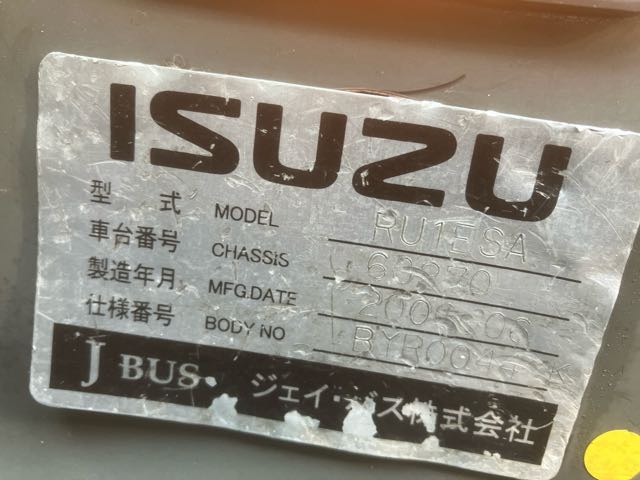 ISUZU
型 式 MODEL RU1ESA
車台番号 CHASSIS
製造年月 MFG.DATE
仕様番号 BODY NO
J BUS. ジェイ・バス株式会社